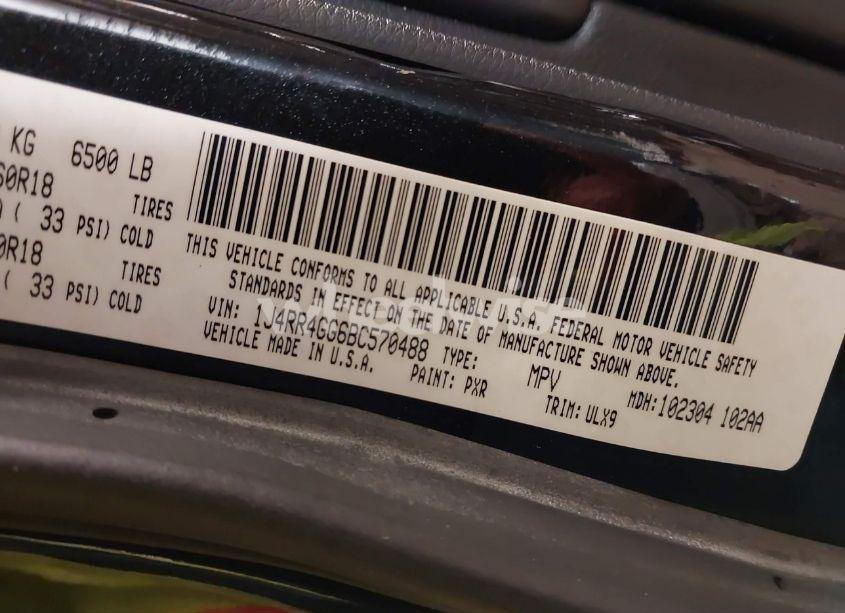 KG 6500 LB
60R18 TIRES
( 33 PSI) COLD
0R18 TIRES
( 33 PSI) COLD
THIS VEHICLE CONFORMS TO ALL APPLICABLE U.S.A. FEDERAL MOTOR VEHICLE SAFETY
STANDARDS IN EFFECT ON THE DATE OF MANUFACTURE SHOWN ABOVE.
VIN: 1J4RR4GG6BC570488 TYPE: MPV MDH:102304 102AA
VEHICLE MADE IN U.S.A. PAINT: PXR TRIM: ULX9